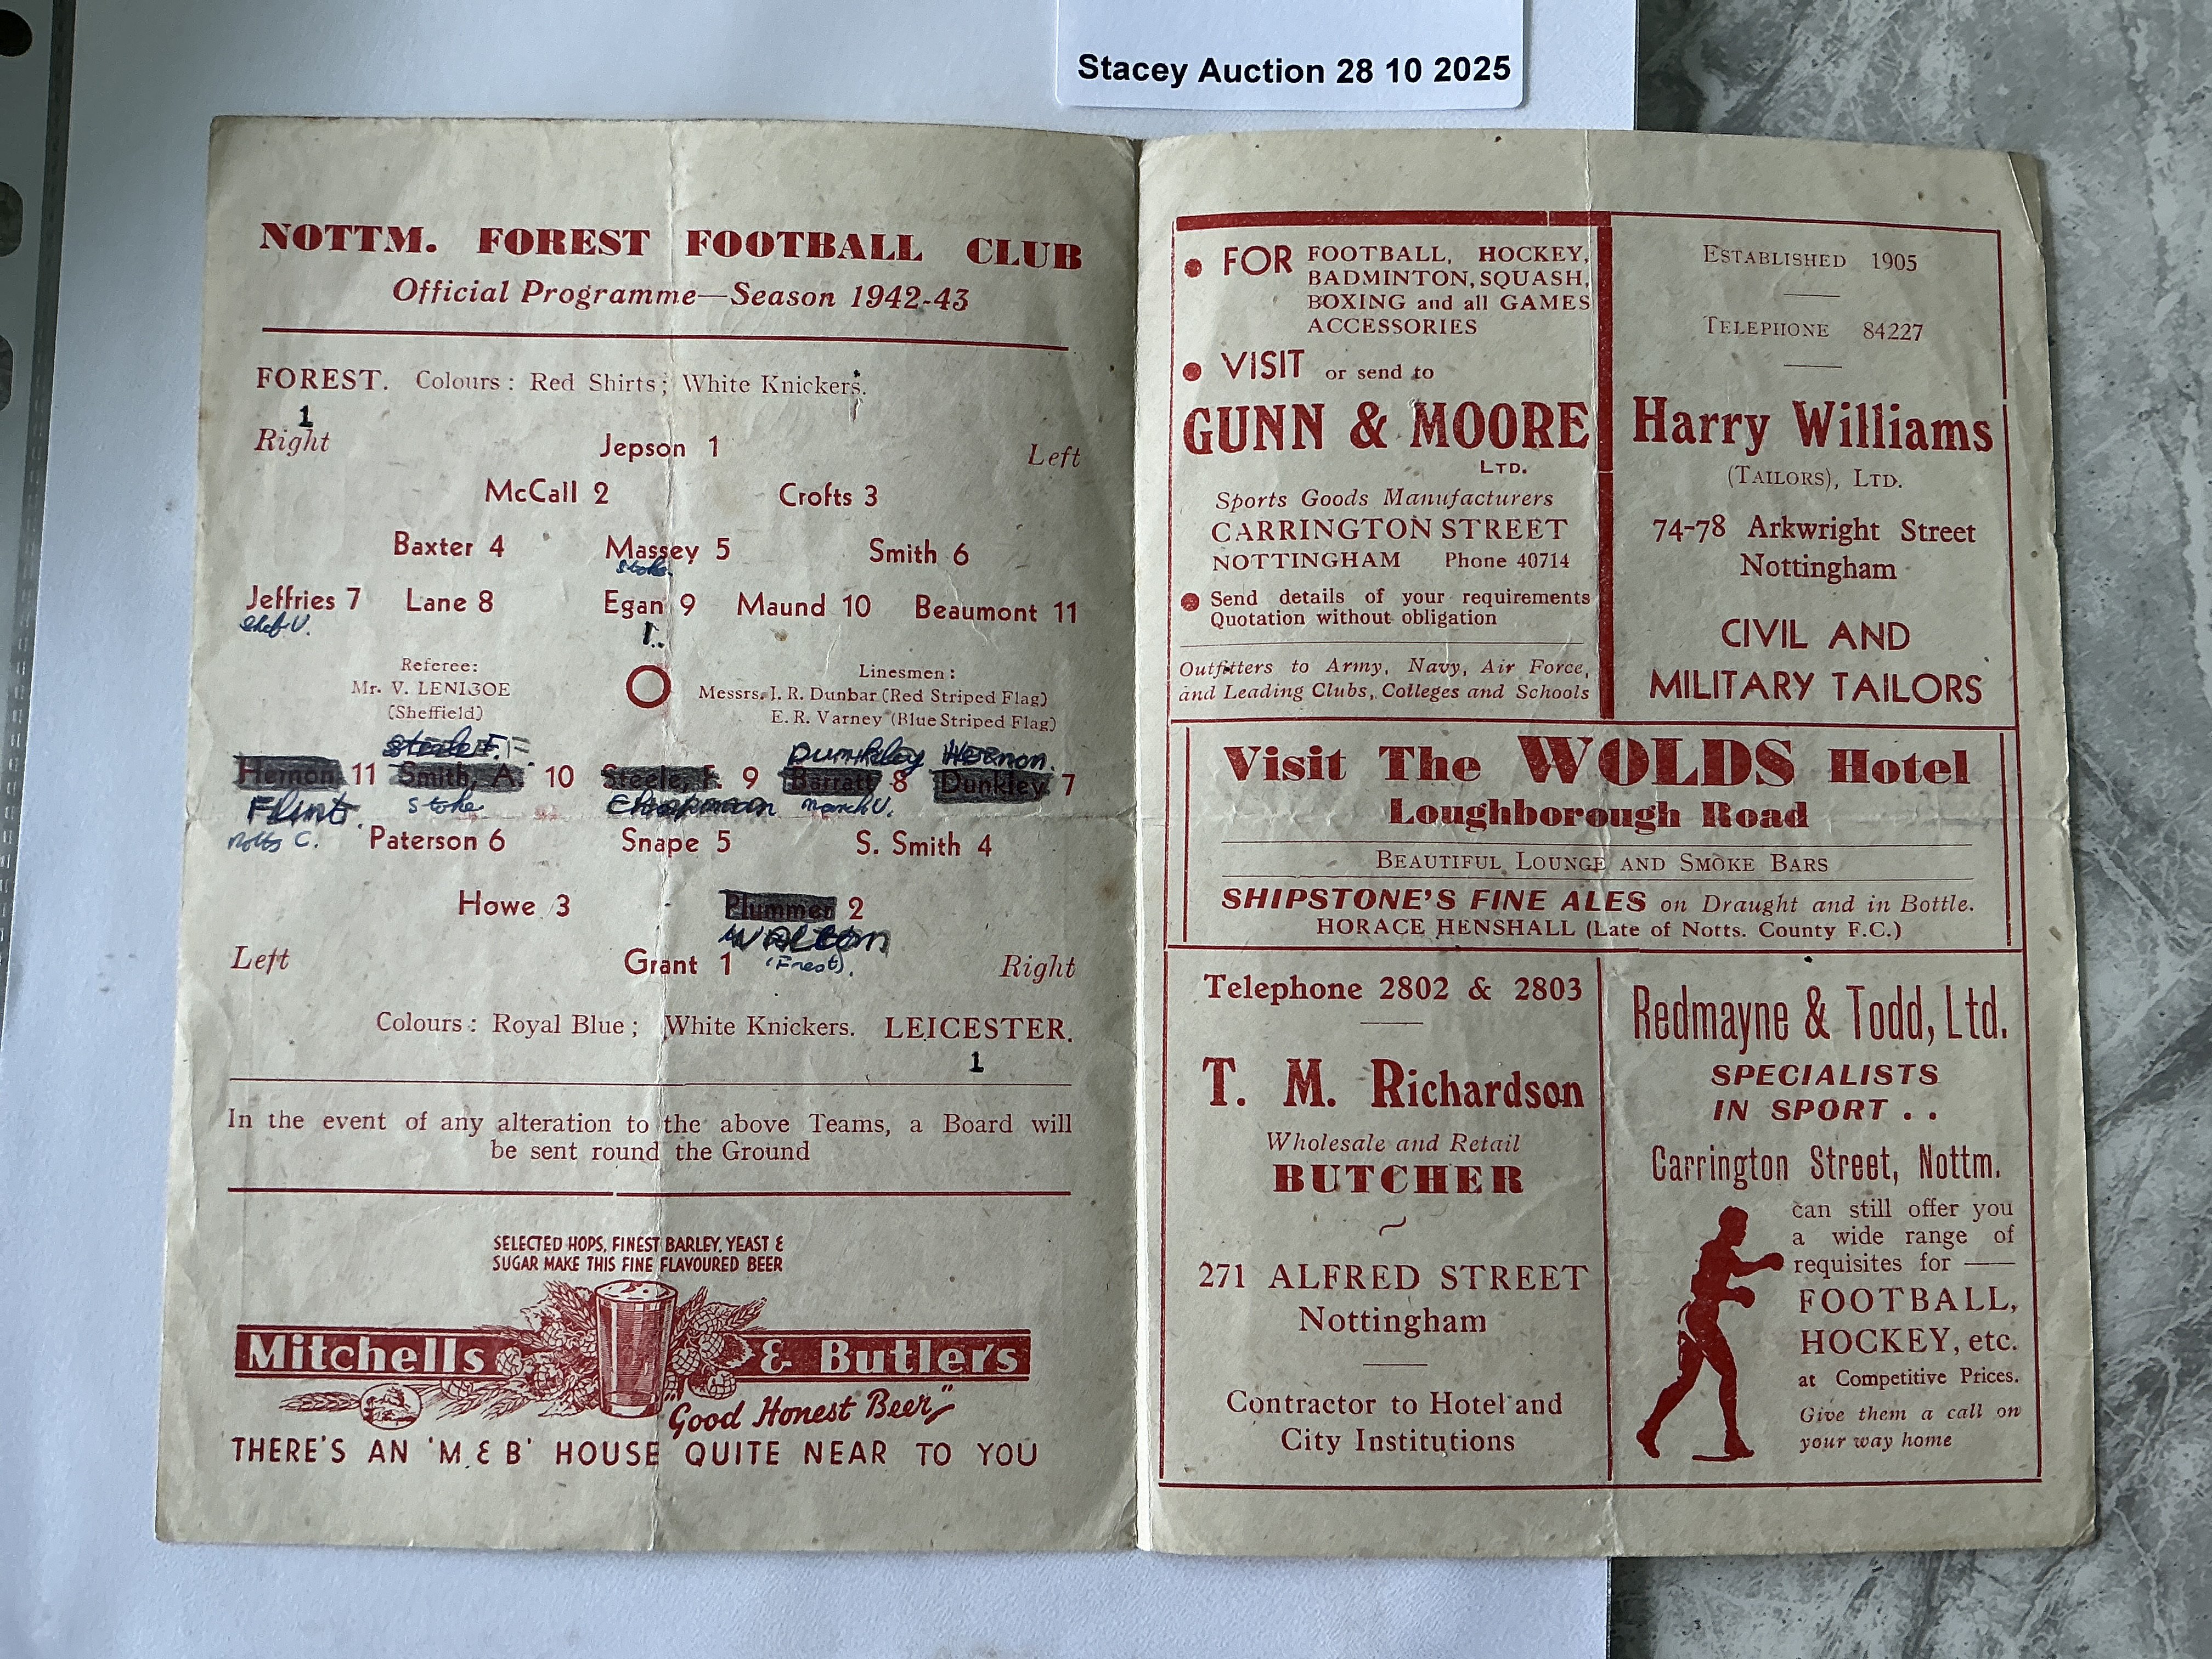 Stacey Auction 28 10 2025
NOTTM. FOREST FOOTBALL CLUB
Official Programme—Season 1942-43
FOREST. Colours: Red Shirts; White Knickers.
1
Right Jepson 1 Left
McCall 2 Crofts 3
Baxter 4 Massey 5 Smith 6
Stoke.
Jeffries 7 Lane 8 Egan 9 Maund 10 Beaumont 11
Shef U. 1.
Referee:
Mr. V. LENIGOE
(Sheffield)
Linesmen:
Messrs. J. R. Dunbar (Red Striped Flag)
E. R. Varney (Blue Striped Flag)
Steele F. Dunkley Hernon.
Hernon 11 Smith, A. 10 Steele, F. 9 Barratt 8 Dunkley 7
Flint. Stoke Chapman March U.
Notts C.
Paterson 6 Snape 5 S. Smith 4
Howe 3 Plummer 2
Walton
(Frest).
Left Grant 1 Right
Colours: Royal Blue; White Knickers. LEICESTER.
1
In the event of any alteration to the above Teams, a Board will
be sent round the Ground
SELECTED HOPS, FINEST BARLEY, YEAST &
SUGAR MAKE THIS FINE FLAVOURED BEER
Mitchells & Butlers
"Good Honest Beer"
THERE'S AN 'M & B' HOUSE QUITE NEAR TO YOU
FOR FOOTBALL, HOCKEY,
BADMINTON, SQUASH,
BOXING and all GAMES
ACCESSORIES
VISIT or send to
GUNN & MOORE
LTD.
Sports Goods Manufacturers
CARRINGTON STREET
NOTTINGHAM Phone 40714
Send details of your requirements
Quotation without obligation
Outfitters to Army, Navy, Air Force,
and Leading Clubs, Colleges and Schools
ESTABLISHED 1905
TELEPHONE 84227
Harry Williams
(TAILORS), LTD.
74-78 Arkwright Street
Nottingham
CIVIL AND
MILITARY TAILORS
Visit The WOLDS Hotel
Loughborough Road
BEAUTIFUL LOUNGE AND SMOKE BARS
SHIPSTONE'S FINE ALES on Draught and in Bottle.
HORACE HENSHALL (Late of Notts. County F.C.)
Telephone 2802 & 2803
T. M. Richardson
Wholesale and Retail
BUTCHER
271 ALFRED STREET
Nottingham
Contractor to Hotel and
City Institutions
Redmayne & Todd, Ltd.
SPECIALISTS
IN SPORT . .
Carrington Street, Nottm.
can still offer you
a wide range of
requisites for —
FOOTBALL,
HOCKEY, etc.
at Competitive Prices.
Give them a call on
your way home